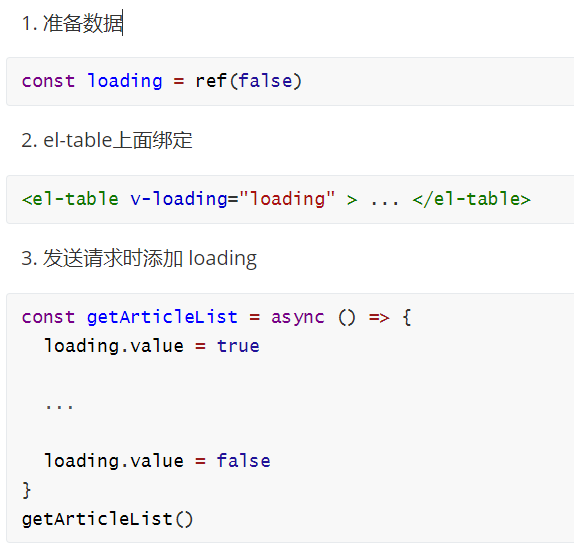 1. 准备数据
const loading = ref(false)
2. el-table上面绑定
<el-table v-loading="loading" > ... </el-table>
3. 发送请求时添加 loading
const getArticleList = async () => {
  loading.value = true
  ...
  loading.value = false
}
getArticleList()